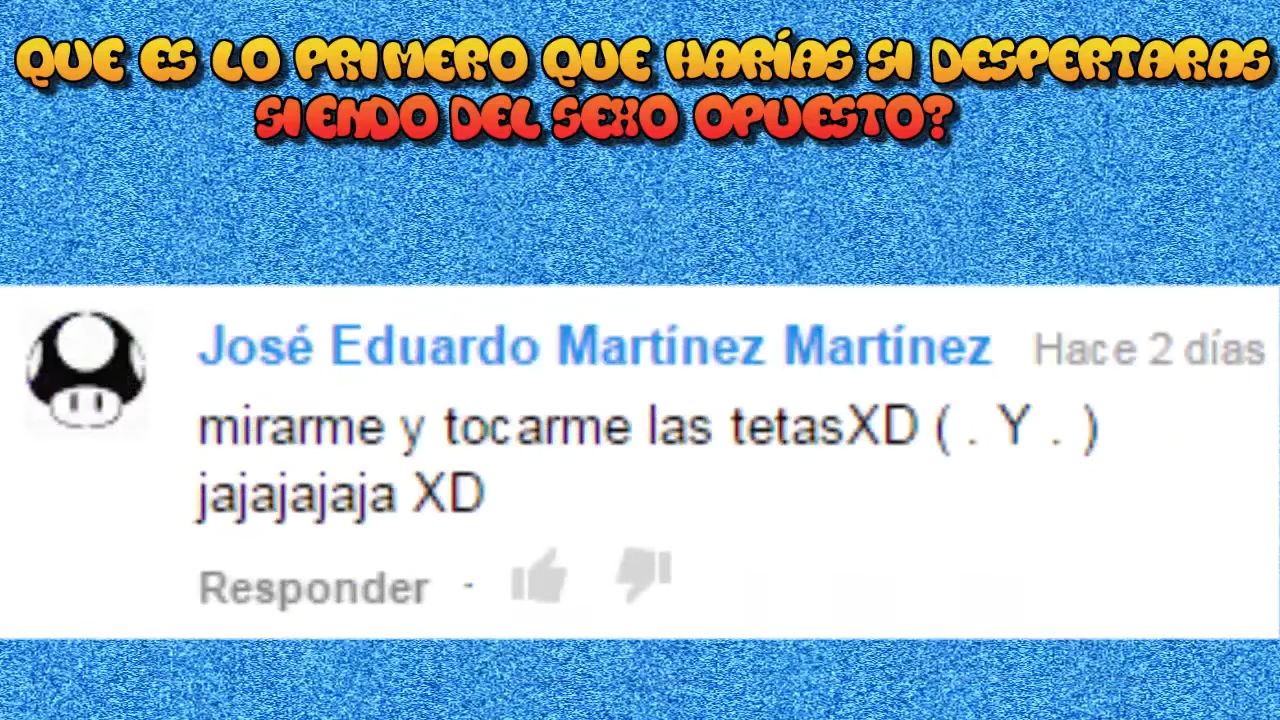 QUE ES LO PRIMERO QUE HARÍAS SI DESPERTARAS
SIENDO DEL SEXO OPUESTO?
José Eduardo Martínez Martínez Hace 2 días
mirarme y tocarme las tetasXD ( . Y . )
jajajajaja XD
Responder ·